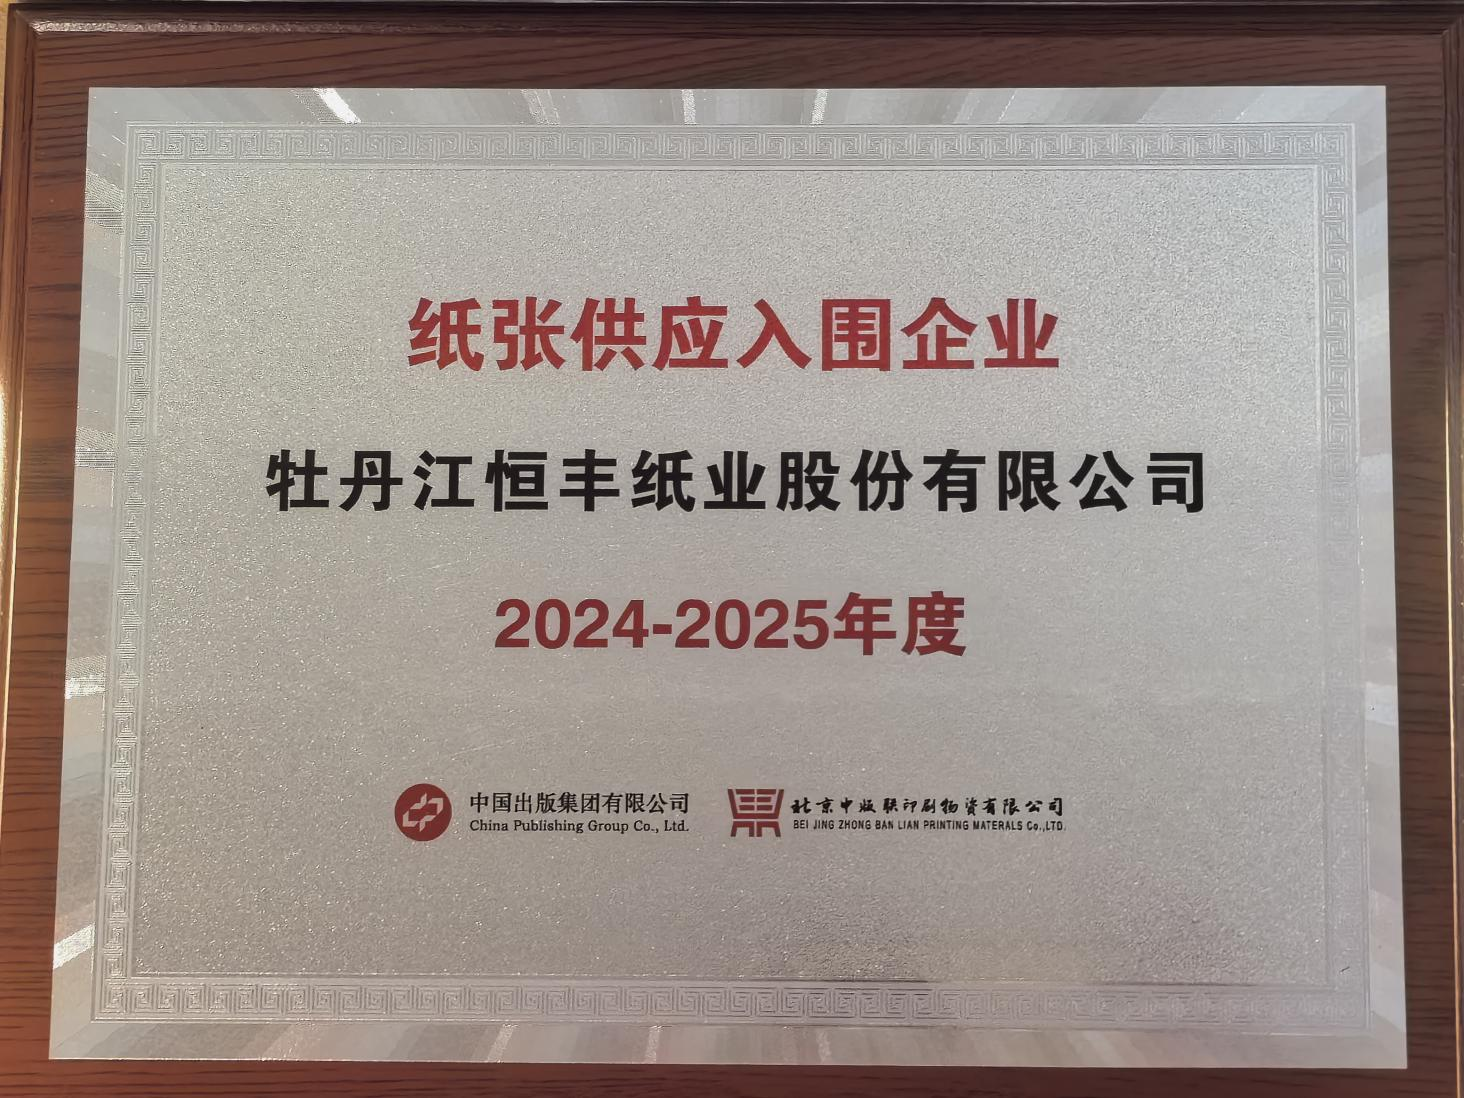 纸张供应入围企业
牡丹江恒丰纸业股份有限公司
2024-2025年度
中国出版集团有限公司
China Publishing Group Co., Ltd.
北京中版联印刷物资有限公司
BEI JING ZHONG BAN LIAN PRINTING MATERALS Co.,LTD.